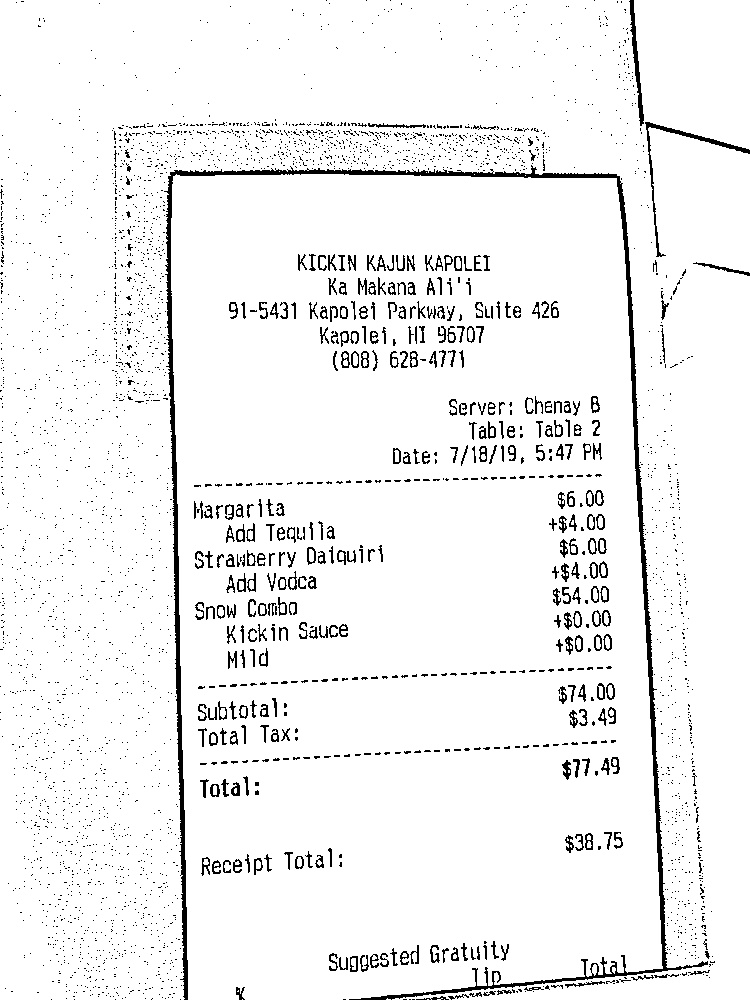 KICKIN KAJUN KAPOLEI
Ka Makana Ali'i
91-5431 Kapolei Parkway, Suite 426
Kapolei, HI 96707
(808) 628-4771
Server: Chenay B
Table: Table 2
Date: 7/18/19, 5:47 PM
Margarita $6.00
Add Tequila +$4.00
Strawberry Daiquiri $6.00
Add Vodca +$4.00
Snow Combo $54.00
Kickin Sauce +$0.00
Mild +$0.00
Subtotal: $74.00
Total Tax: $3.49
Total: $77.49
Receipt Total: $38.75
Suggested Gratuity
% Tip Total